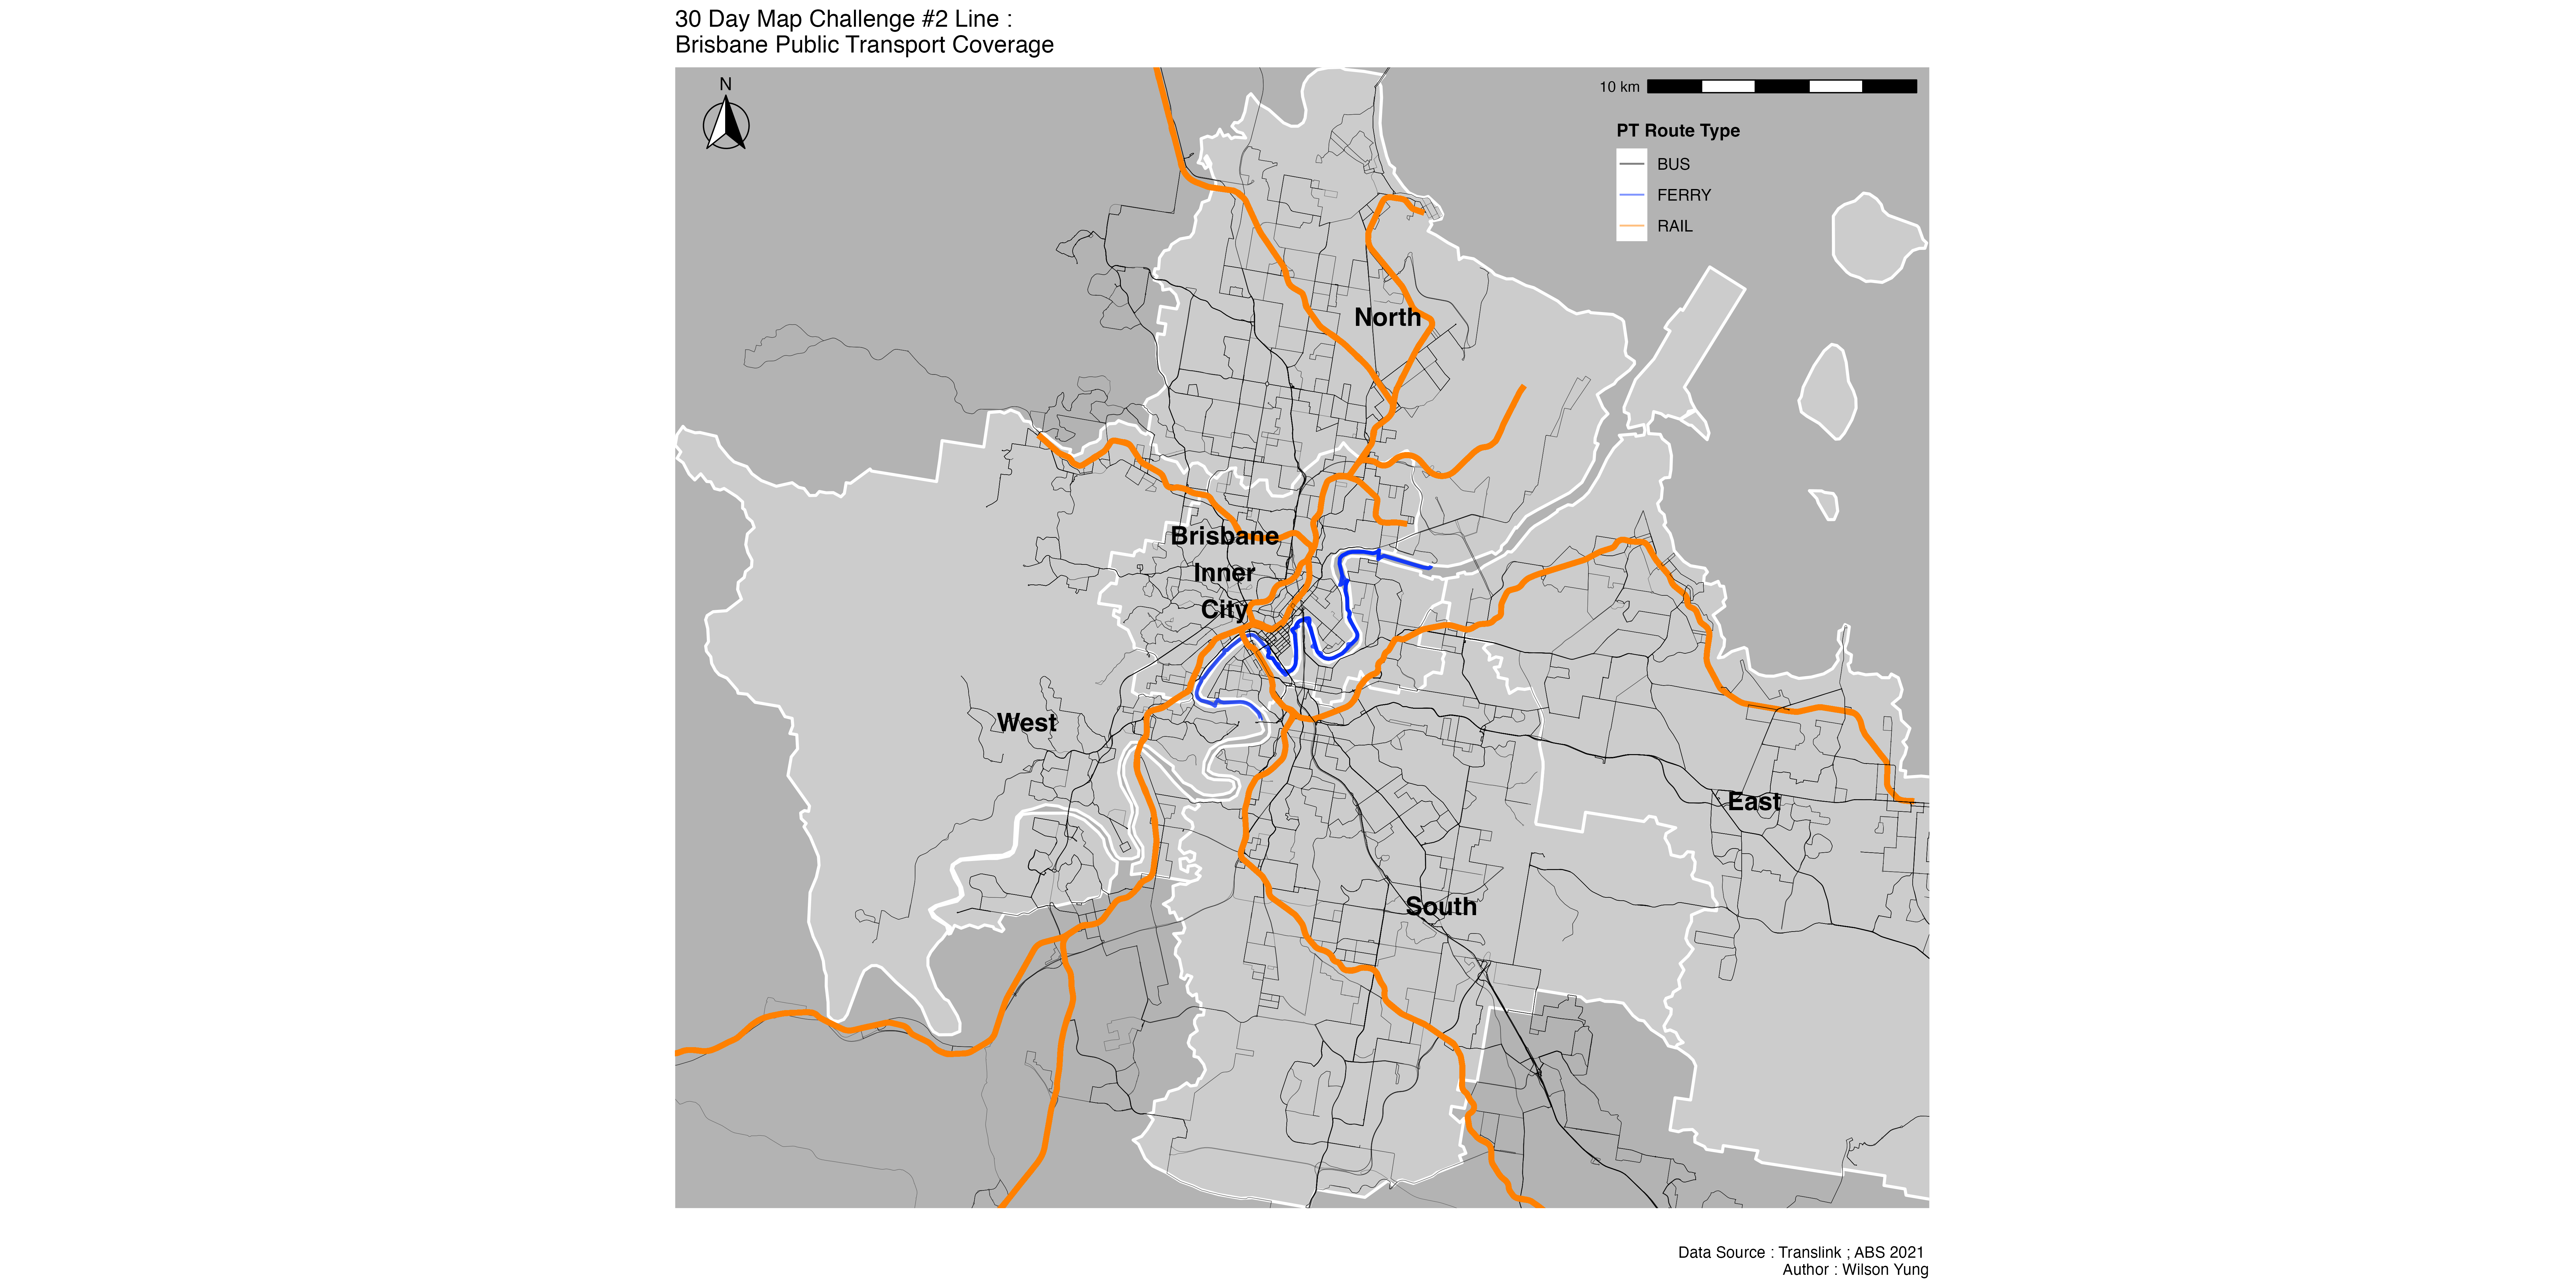 30 Day Map Challenge #2 Line :
Brisbane Public Transport Coverage
N
10 km
PT Route Type
BUS
FERRY
RAIL
North
Brisbane
Inner
City
West
East
South
Data Source : Translink ; ABS 2021
Author : Wilson Yung